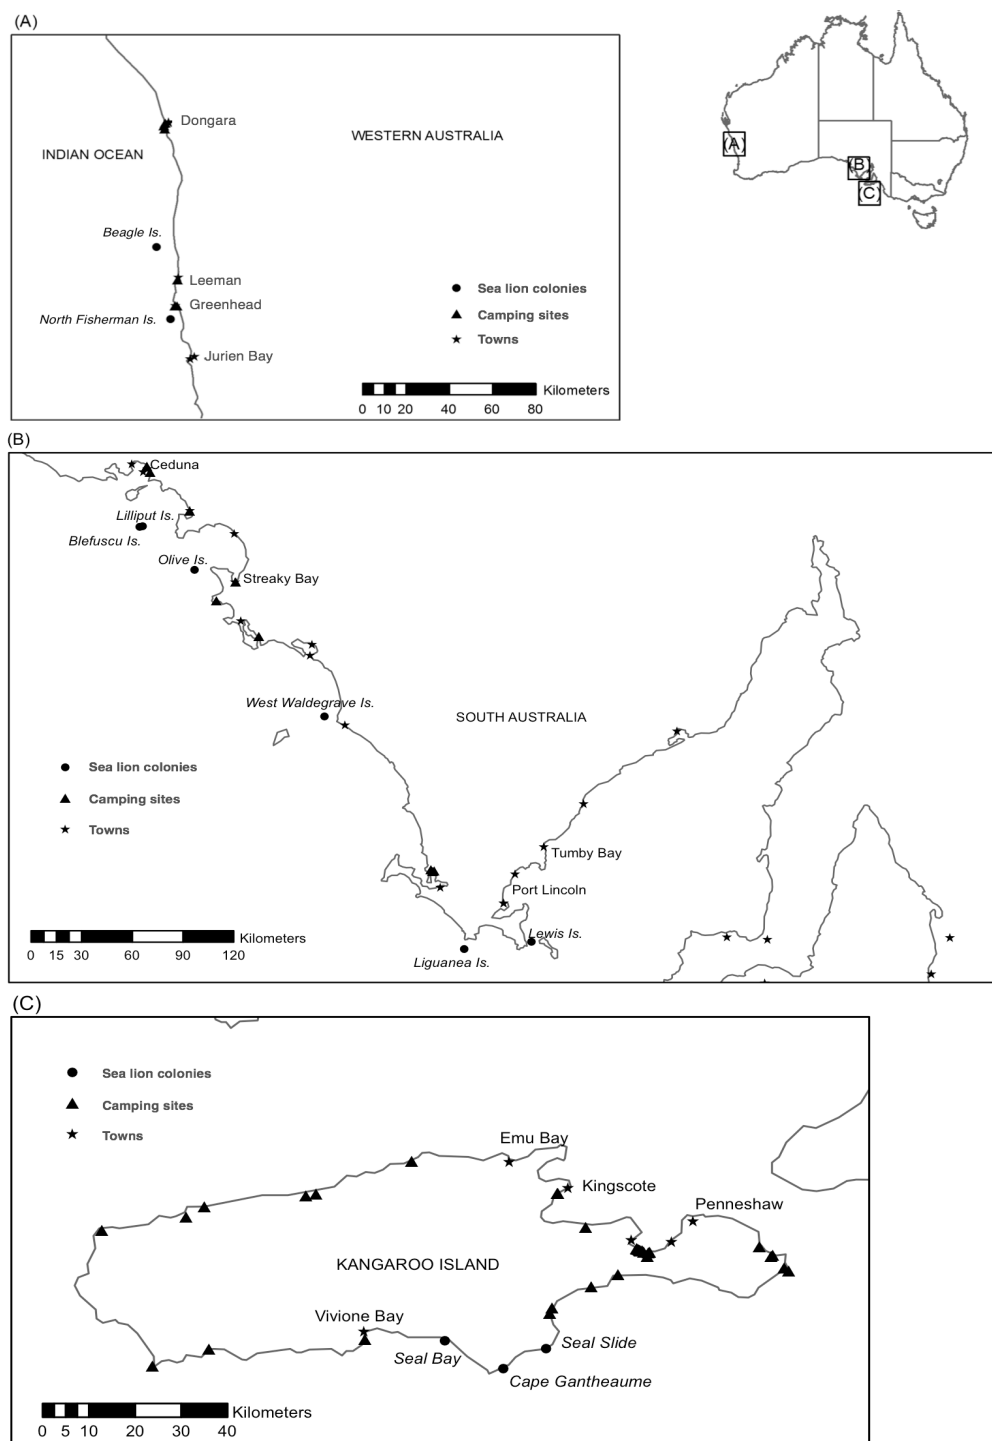 (A)
Dongara
WESTERN AUSTRALIA
INDIAN OCEAN
Beagle Is.
Leeman
Greenhead
North Fisherman Is.
Jurien Bay
Sea lion colonies
Camping sites
Towns
Kilometers
0 10 20 40 60 80
(A)
(B)
(C)
(B)
Ceduna
Lilliput Is.
Blefuscu Is.
Olive Is.
Streaky Bay
West Waldegrave Is.
SOUTH AUSTRALIA
Sea lion colonies
Camping sites
Towns
Tumby Bay
Port Lincoln
Lewis Is.
Liguanea Is.
Kilometers
0 15 30 60 90 120
(C)
Sea lion colonies
Camping sites
Towns
Emu Bay
Kingscote
Penneshaw
KANGAROO ISLAND
Vivione Bay
Seal Bay
Seal Slide
Cape Gantheaume
Kilometers
0 5 10 20 30 40